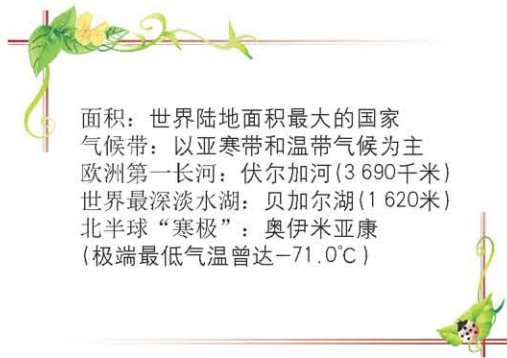 面积：世界陆地面积最大的国家
气候带：以亚寒带和温带气候为主
欧洲第一长河：伏尔加河(3 690千米)
世界最深淡水湖：贝加尔湖(1 620米)
北半球“寒极”：奥伊米亚康
(极端最低气温曾达-71.0℃)